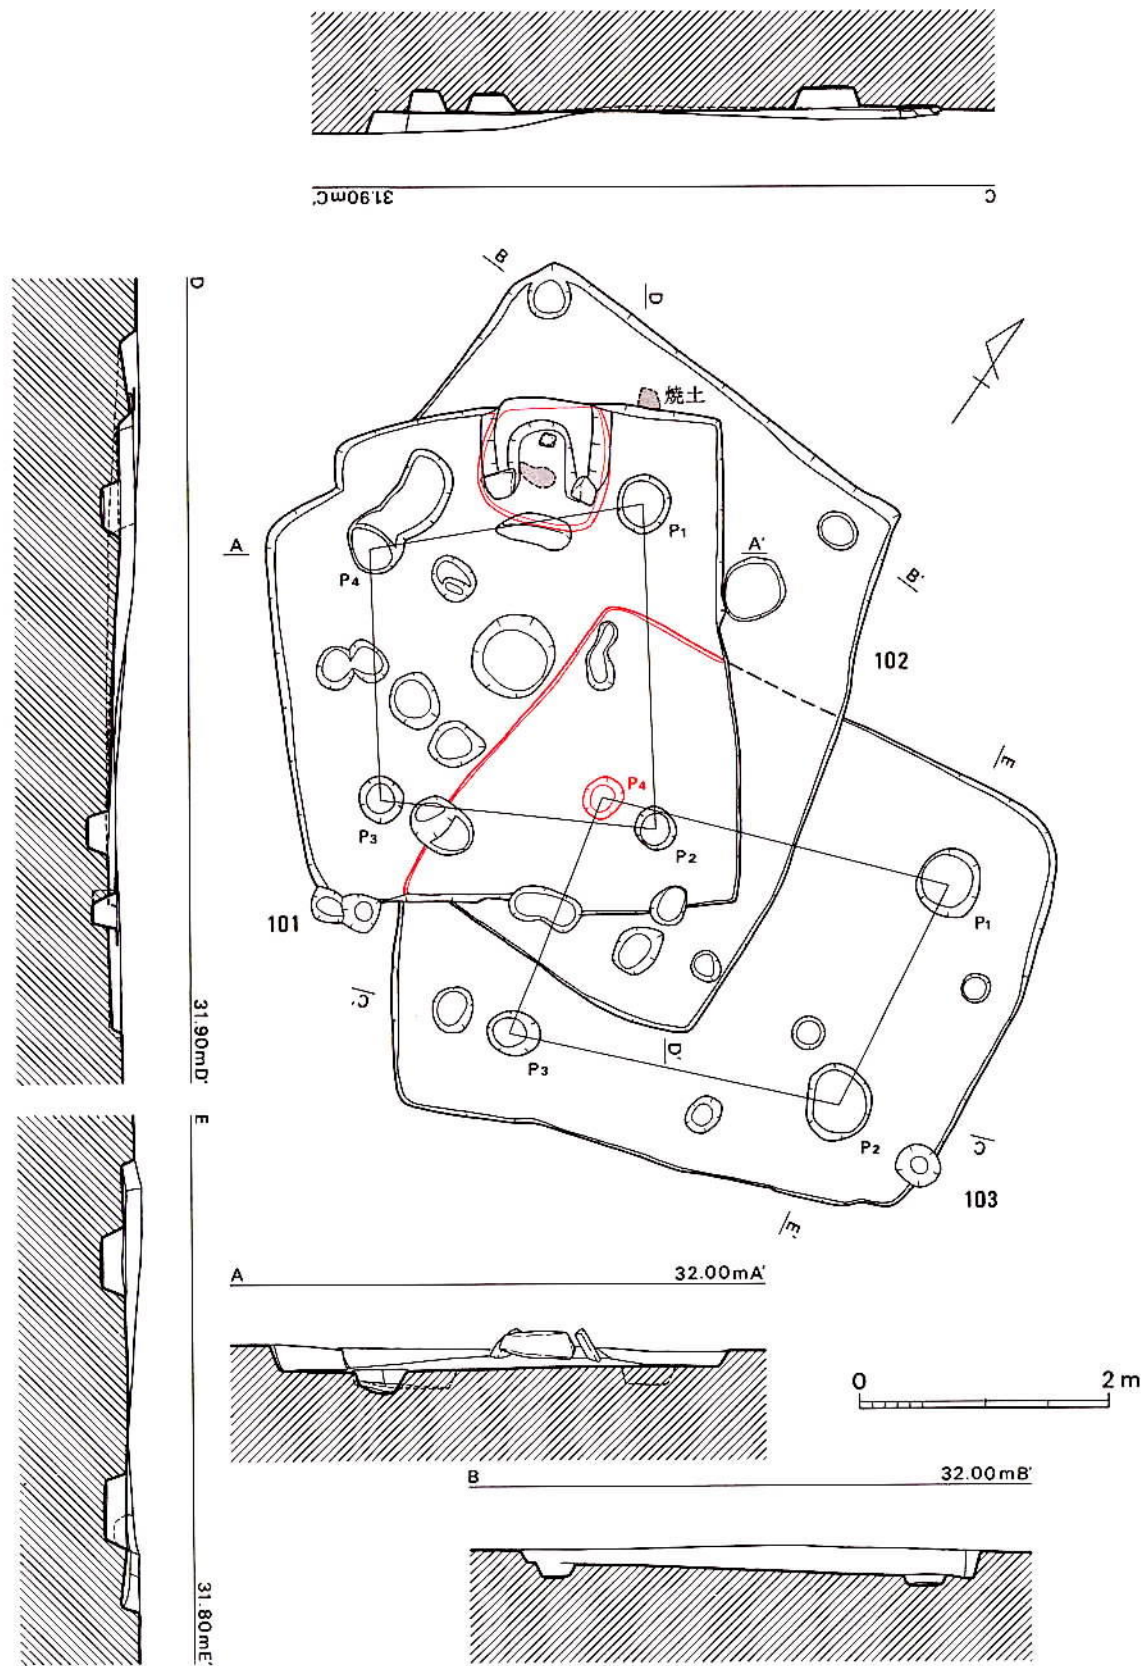 31.90mC'
C
B
D
焼土
A
A'
B'
P1
P4
102
D
P4
E
P3
P2
101
P1
C'
31.90mD'
D'
P3
E
P2
C
103
E'
A
32.00mA'
0
2m
B
32.00mB'
31.80mE'